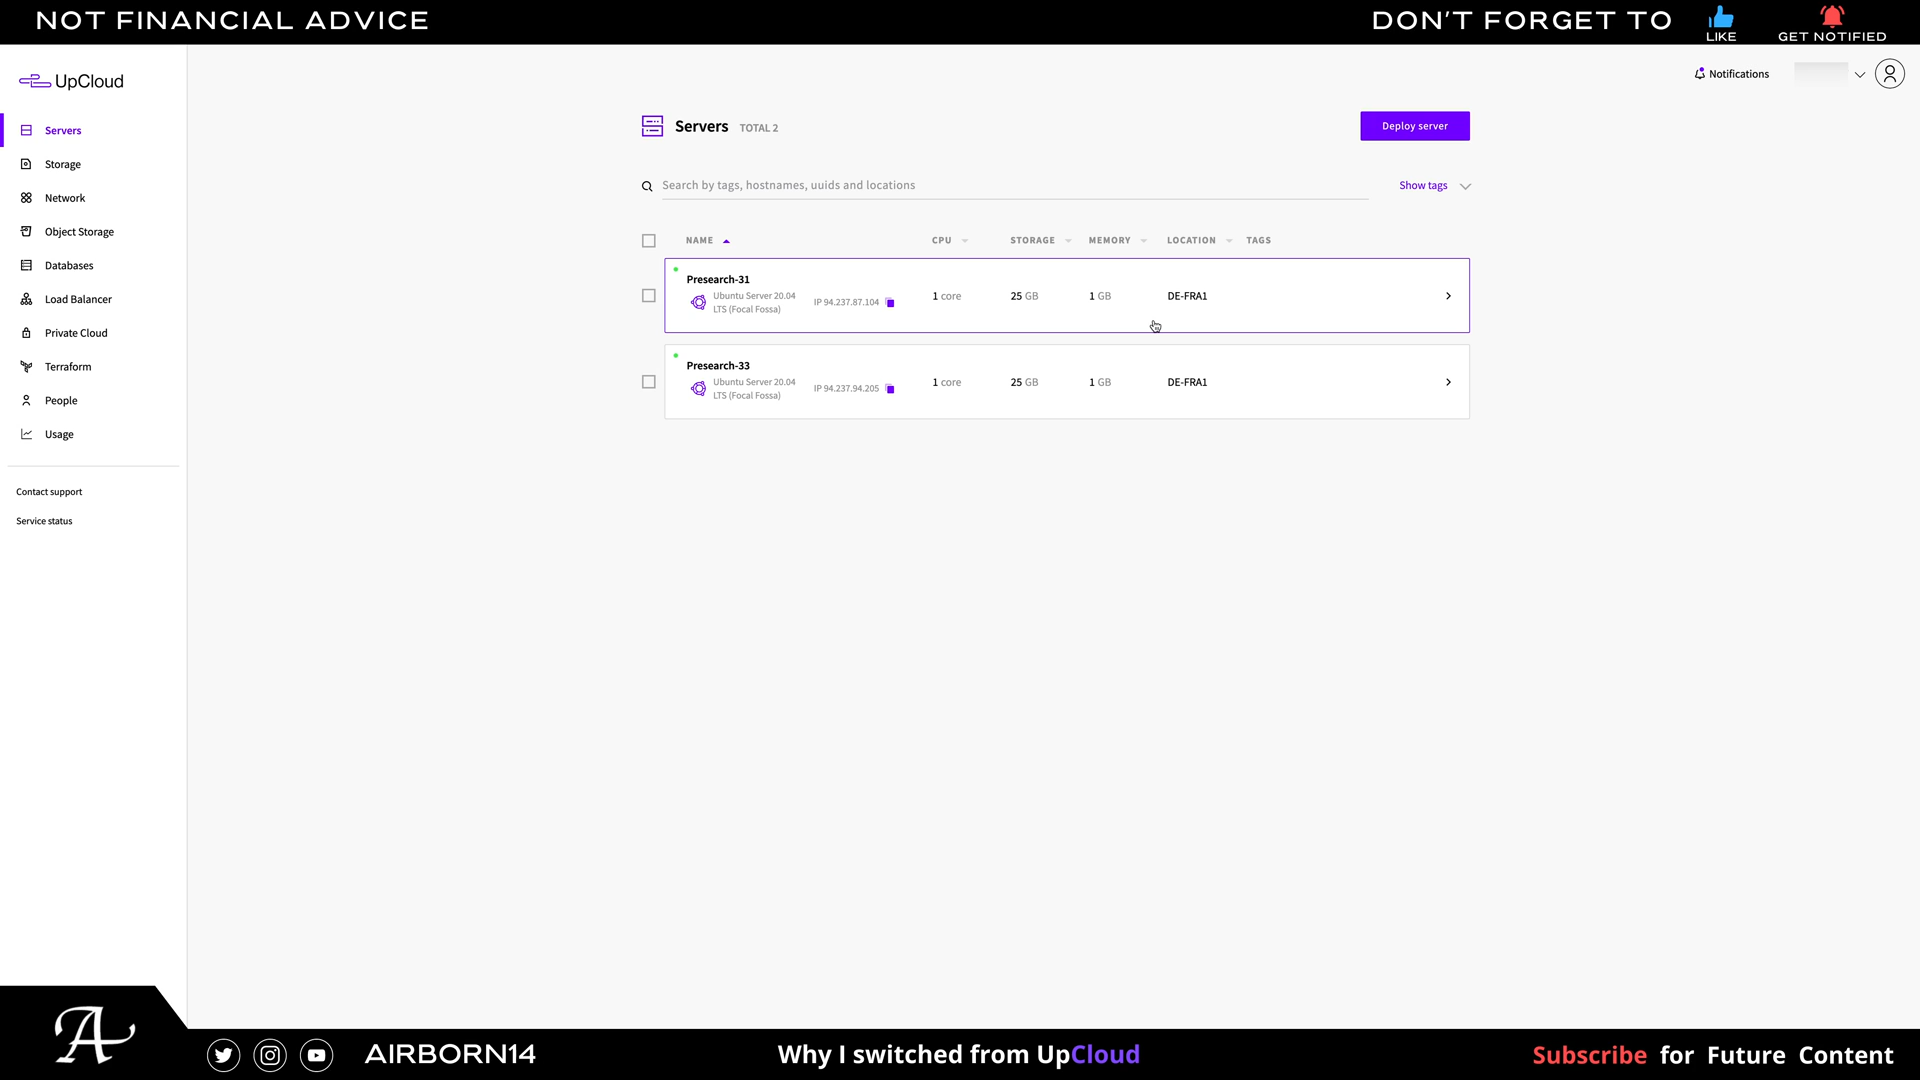 NOT FINANCIAL ADVICE
DON'T FORGET TO
LIKE
GET NOTIFIED
UpCloud
Notifications
Servers
Storage
Network
Object Storage
Databases
Load Balancer
Private Cloud
Terraform
People
Usage
Contact support
Service status
Servers TOTAL 2
Deploy server
Search by tags, hostnames, uuids and locations
Show tags
NAME CPU STORAGE MEMORY LOCATION TAGS
Presearch-31
Ubuntu Server 20.04
LTS (Focal Fossa)
IP 94.237.87.104
1 core
25 GB
1 GB
DE-FRA1
Presearch-33
Ubuntu Server 20.04
LTS (Focal Fossa)
IP 94.237.94.205
1 core
25 GB
1 GB
DE-FRA1
A
AIRBORN14
Why I switched from UpCloud
Subscribe for Future Content